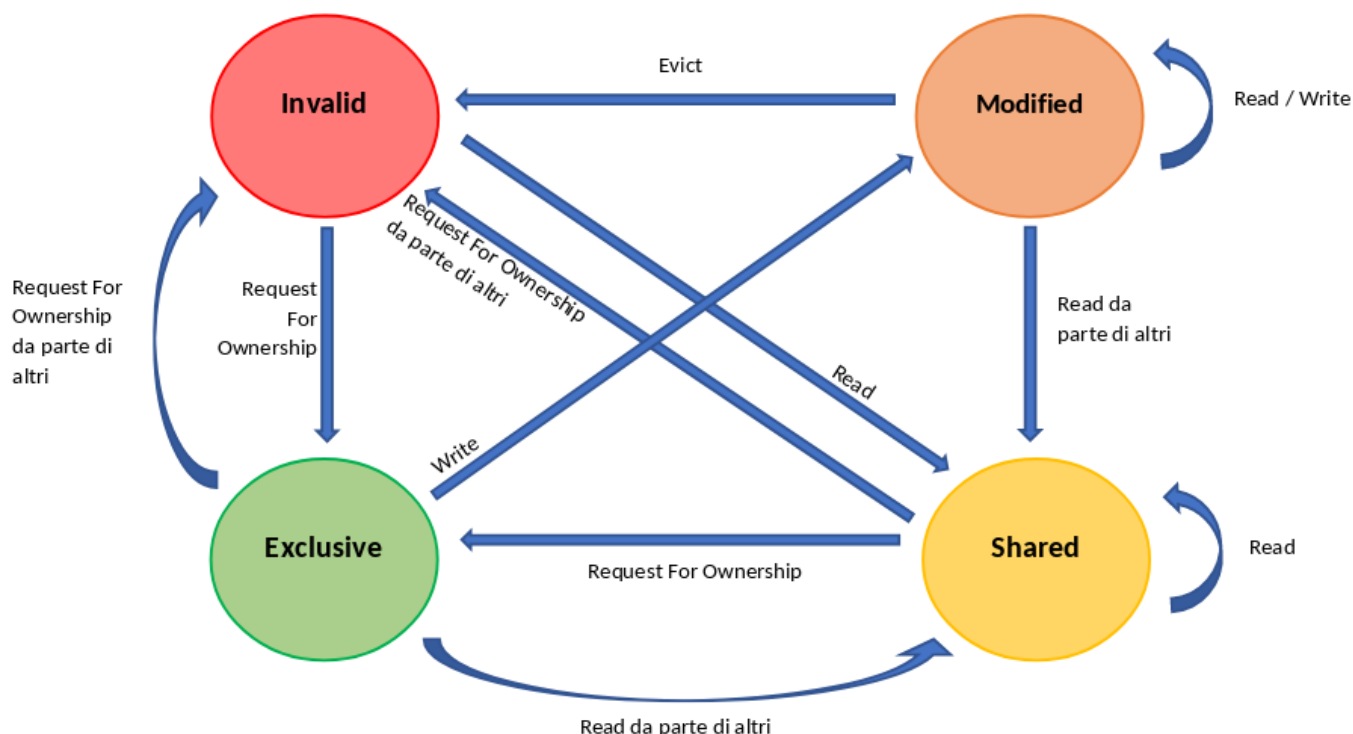 Evict
Invalid
Modified
Read / Write
Request For Ownership
da parte di altri
Request For
Ownership
da parte di
altri
Request
For
Ownership
Read da
parte di altri
Read
Write
Exclusive
Shared
Read
Request For Ownership
Read da parte di altri